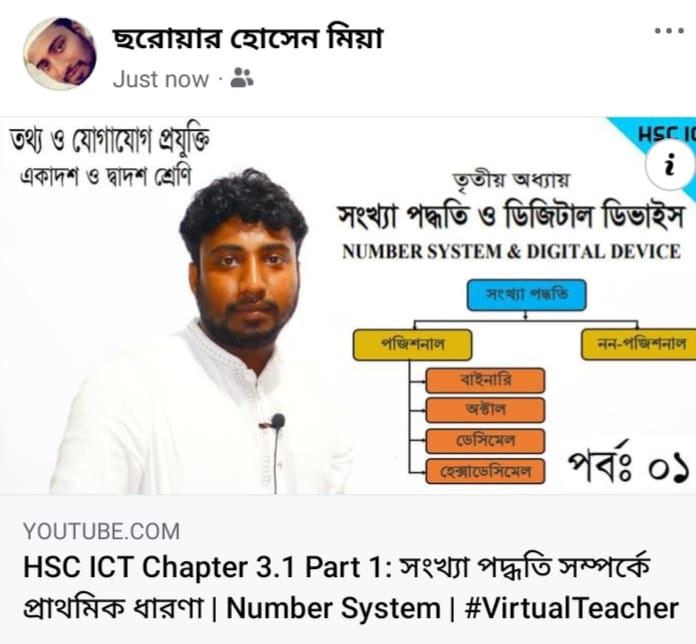 ছরোয়ার হোসেন মিয়া
Just now
তথ্য ও যোগাযোগ প্রযুক্তি
একাদশ ও দ্বাদশ শ্রেণি
HSC IC
i
তৃতীয় অধ্যায়
সংখ্যা পদ্ধতি ও ডিজিটাল ডিভাইস
NUMBER SYSTEM & DIGITAL DEVICE
সংখ্যা পদ্ধতি
পজিশনাল
নন-পজিশনাল
বাইনারি
অক্টাল
ডেসিমেল
হেক্সাডেসিমেল
পর্বঃ ০১
YOUTUBE.COM
HSC ICT Chapter 3.1 Part 1: সংখ্যা পদ্ধতি সম্পর্কে
প্রাথমিক ধারণা | Number System | #VirtualTeacher